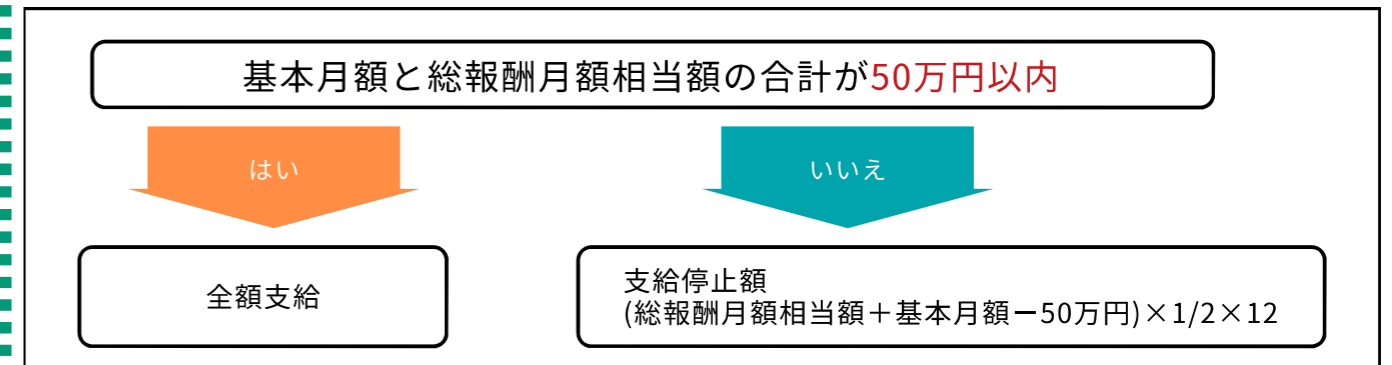 基本月額と総報酬月額相当額の合計が50万円以内
はい
いいえ
全額支給
支給停止額
(総報酬月額相当額＋基本月額ー50万円)×1/2×12